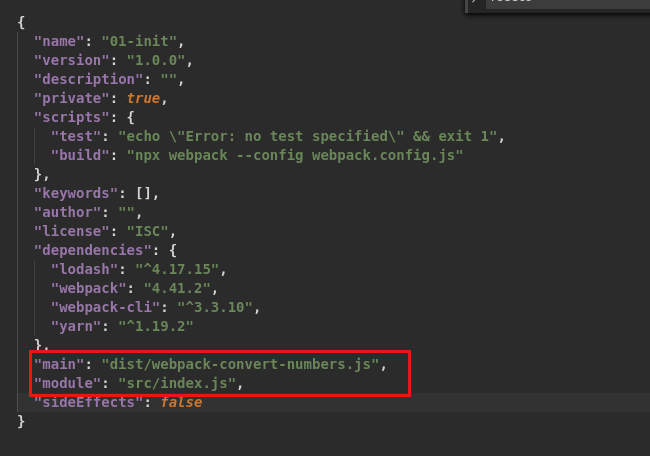 {
  "name": "01-init",
  "version": "1.0.0",
  "description": "",
  "private": true,
  "scripts": {
    "test": "echo \"Error: no test specified\" && exit 1",
    "build": "npx webpack --config webpack.config.js"
  },
  "keywords": [],
  "author": "",
  "license": "ISC",
  "dependencies": {
    "lodash": "^4.17.15",
    "webpack": "4.41.2",
    "webpack-cli": "^3.3.10",
    "yarn": "^1.19.2"
  },
  "main": "dist/webpack-convert-numbers.js",
  "module": "src/index.js",
  "sideEffects": false
}